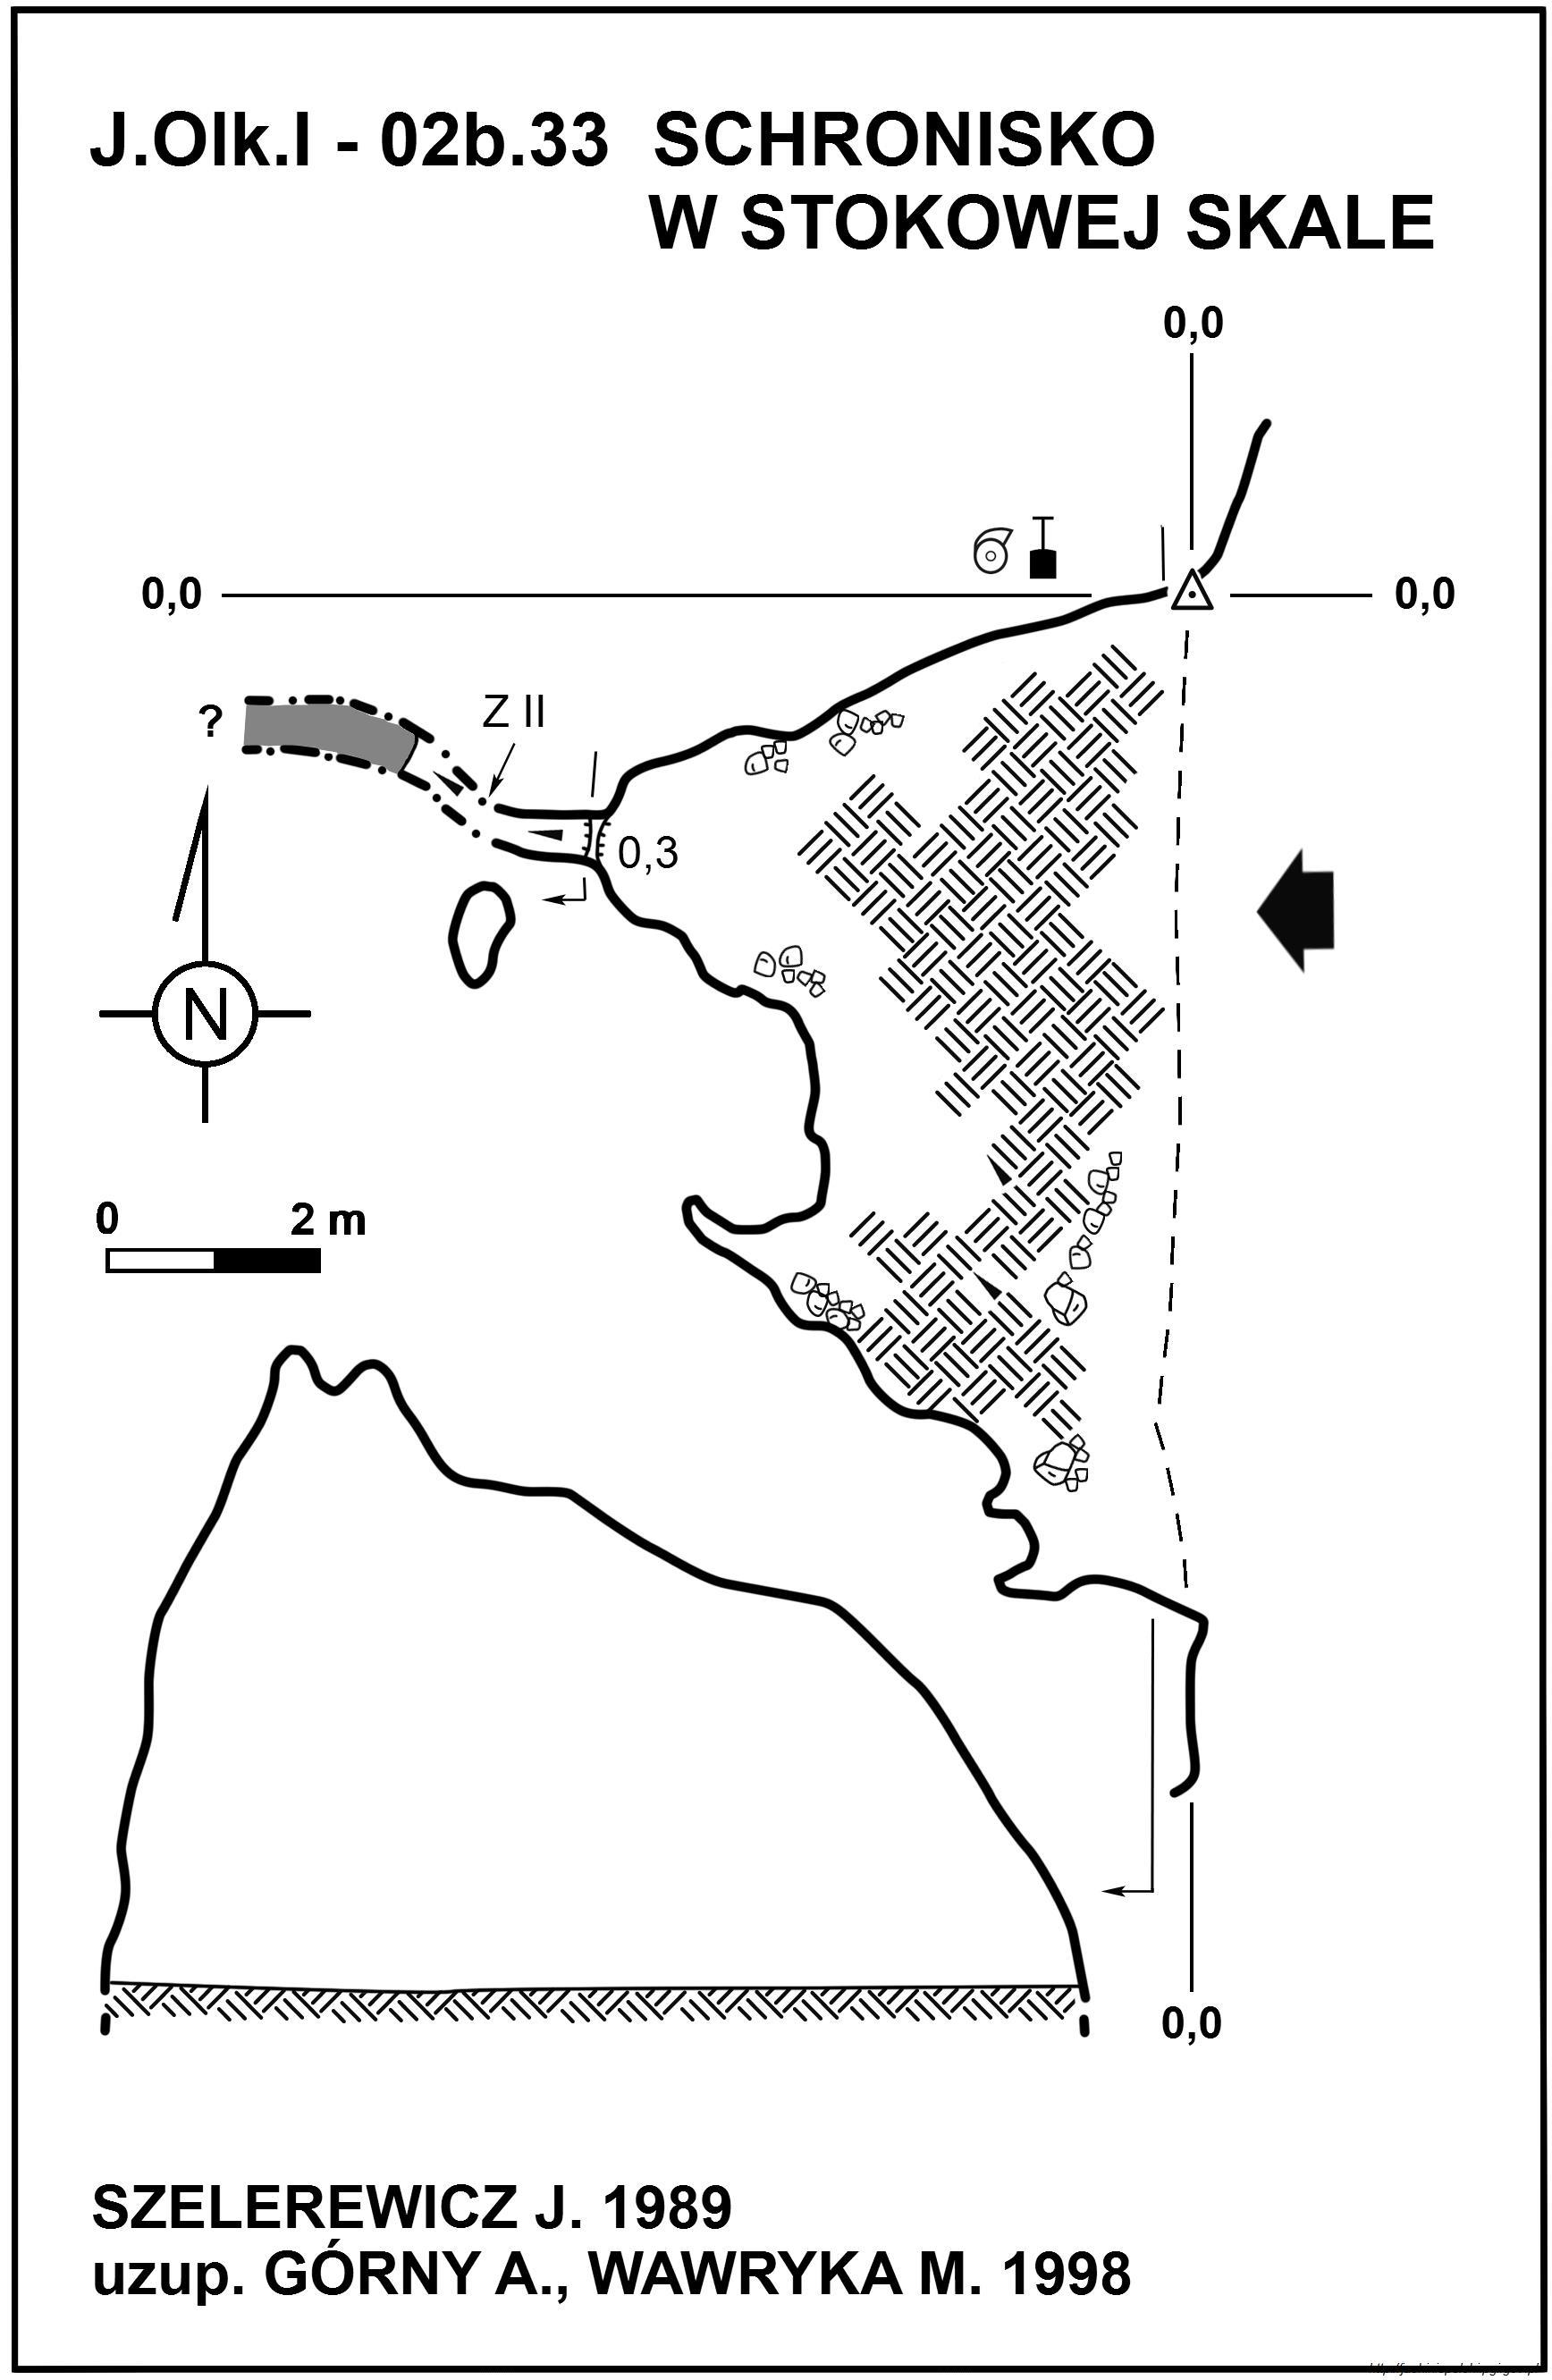 J.Olk.I - 02b.33 SCHRONISKO
W STOKOWEJ SKALE
0,0
0,0
0,0
Z II
?
0,3
N
0
2 m
0,0
SZELEREWICZ J. 1989
uzup. GÓRNY A., WAWRYKA M. 1998